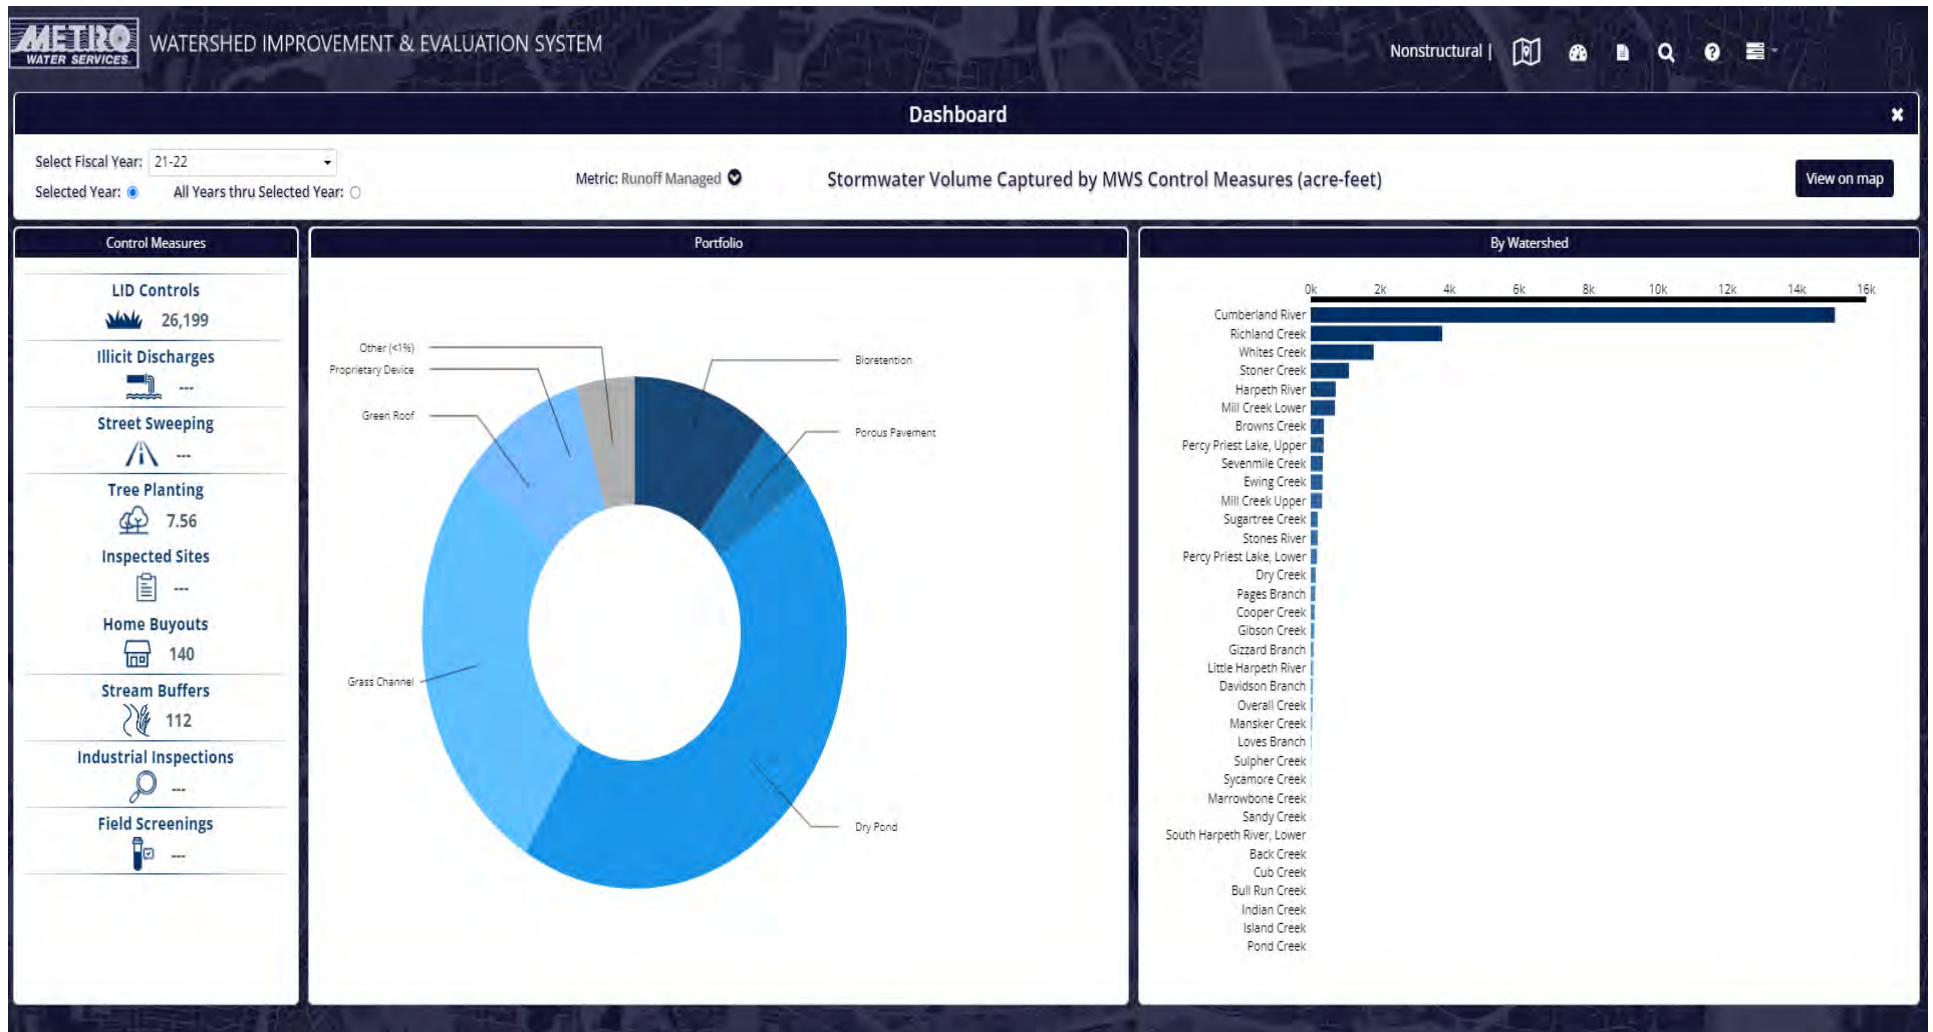 METRO
WATER SERVICES
WATERSHED IMPROVEMENT & EVALUATION SYSTEM
Nonstructural |
Dashboard
Select Fiscal Year: 21-22
Selected Year: All Years thru Selected Year:
Metric: Runoff Managed
Stormwater Volume Captured by MWS Control Measures (acre-feet)
View on map
Control Measures
LID Controls
26,199
Illicit Discharges
---
Street Sweeping
---
Tree Planting
7.56
Inspected Sites
---
Home Buyouts
140
Stream Buffers
112
Industrial Inspections
---
Field Screenings
---
Portfolio
Other (<1%)
Proprietary Device
Green Roof
Grass Channel
Bioretention
Porous Pavement
Dry Pond
By Watershed
0k 2k 4k 6k 8k 10k 12k 14k 16k
Cumberland River
Richland Creek
Whites Creek
Stoner Creek
Harpeth River
Mill Creek Lower
Browns Creek
Percy Priest Lake, Upper
Sevenmile Creek
Ewing Creek
Mill Creek Upper
Sugartree Creek
Stones River
Percy Priest Lake, Lower
Dry Creek
Pages Branch
Cooper Creek
Gibson Creek
Gizzard Branch
Little Harpeth River
Davidson Branch
Overall Creek
Mansker Creek
Loves Branch
Sulpher Creek
Sycamore Creek
Marrowbone Creek
Sandy Creek
South Harpeth River, Lower
Back Creek
Cub Creek
Bull Run Creek
Indian Creek
Island Creek
Pond Creek